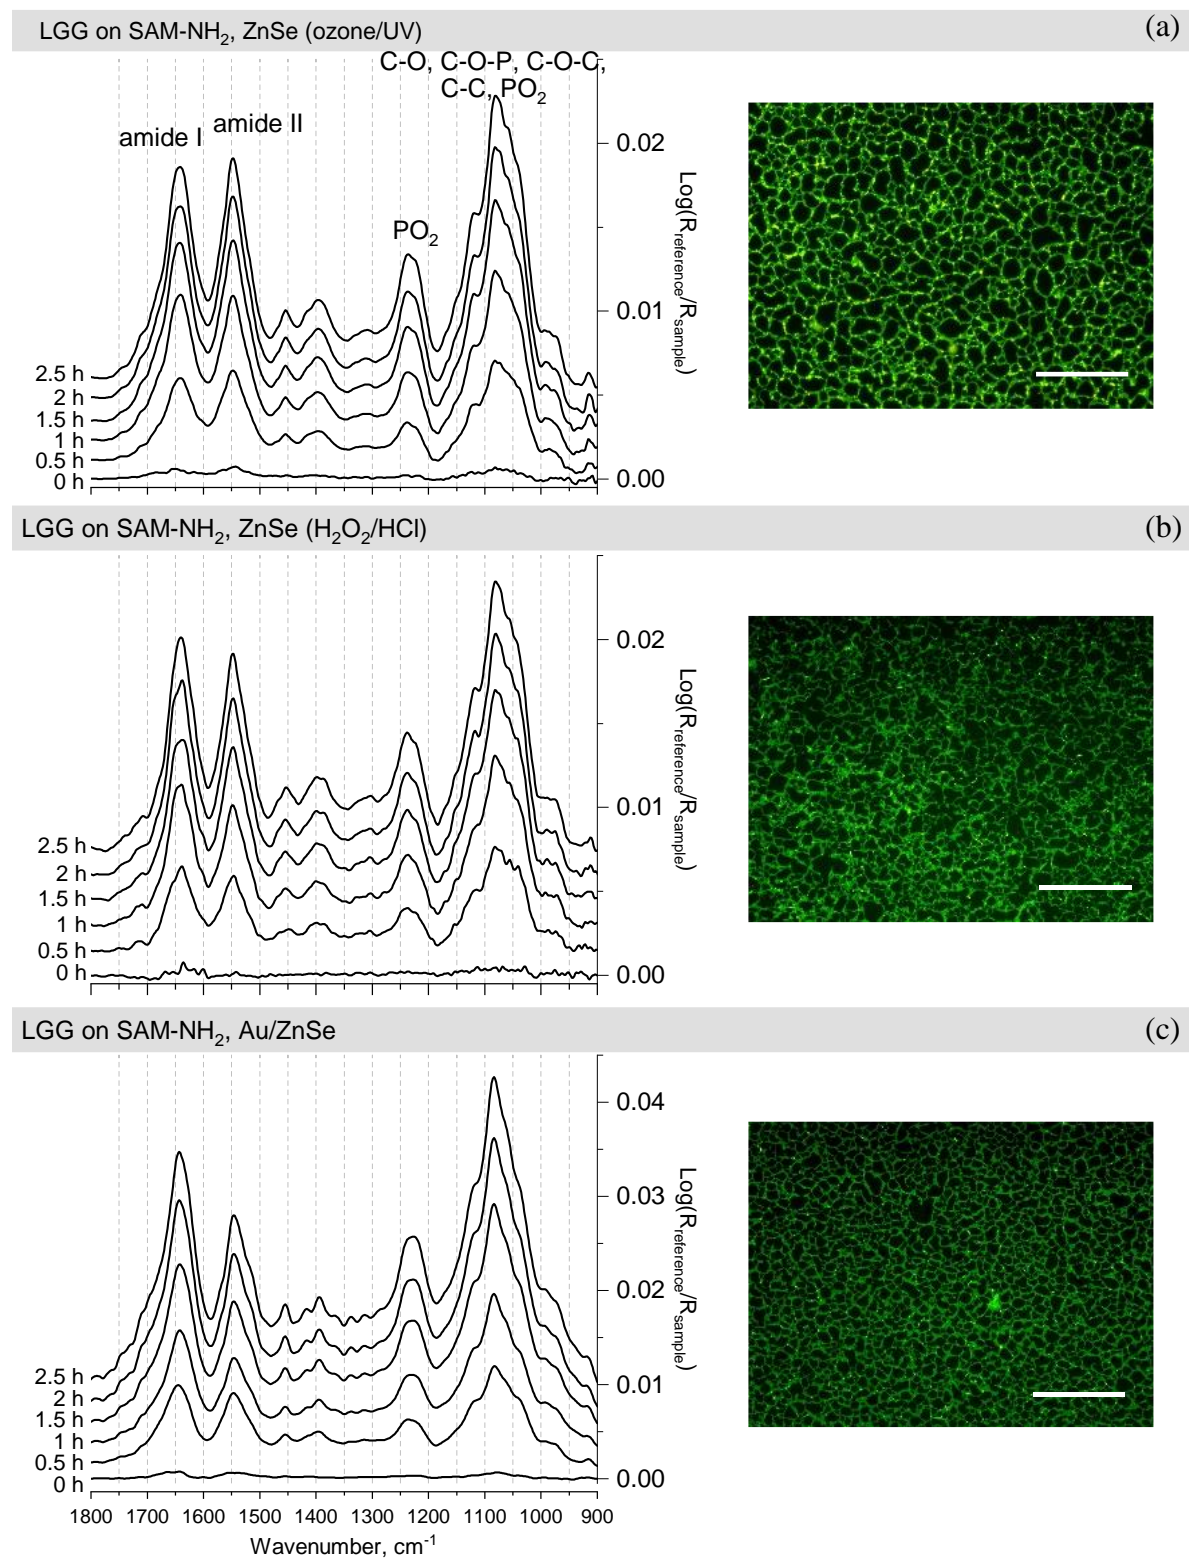 LGG on SAM-NH2, ZnSe (ozone/UV)
(a)
C-O, C-O-P, C-O-C,
C-C, PO2
amide I
amide II
PO2
0.02
0.01
0.00
Log(Rreference/Rsample)
2.5 h
2 h
1.5 h
1 h
0.5 h
0 h
LGG on SAM-NH2, ZnSe (H2O2/HCl)
(b)
0.02
0.01
0.00
Log(Rreference/Rsample)
2.5 h
2 h
1.5 h
1 h
0.5 h
0 h
LGG on SAM-NH2, Au/ZnSe
(c)
0.04
0.03
0.02
0.01
0.00
Log(Rreference/Rsample)
2.5 h
2 h
1.5 h
1 h
0.5 h
0 h
1800 1700 1600 1500 1400 1300 1200 1100 1000 900
Wavenumber, cm-1